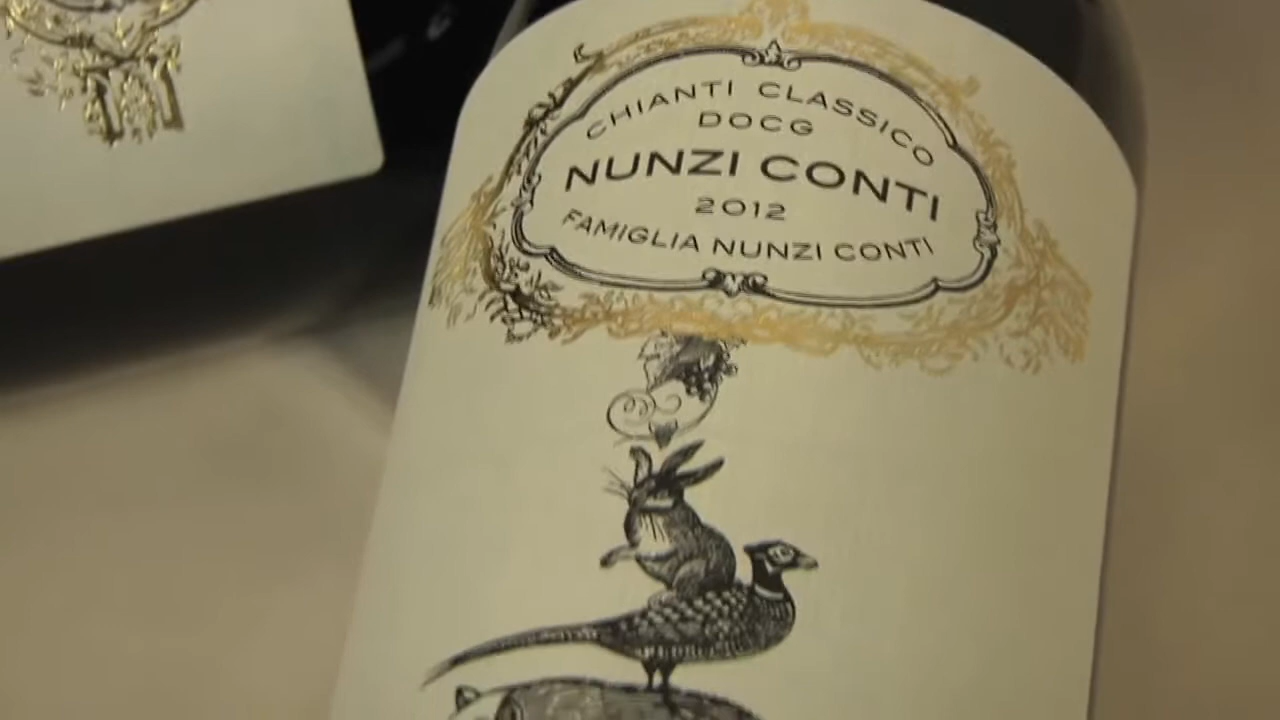 CHIANTI CLASSICO
DOCG
NUNZI CONTI
2012
FAMIGLIA NUNZI CONTI